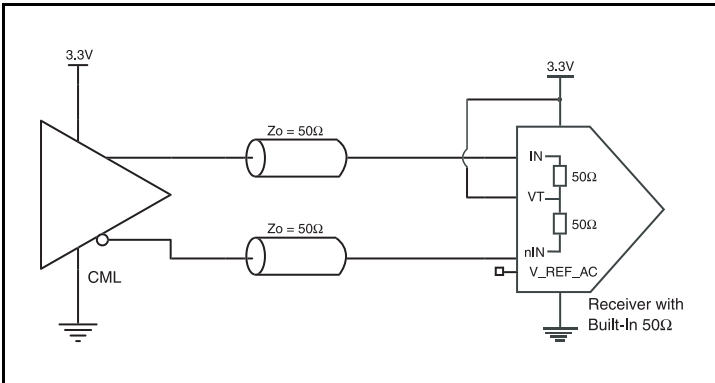 3.3V
3.3V
Zo = 50Ω
IN
50Ω
VT
50Ω
Zo = 50Ω
nIN
V_REF_AC
CML
Receiver with
Built-In 50Ω